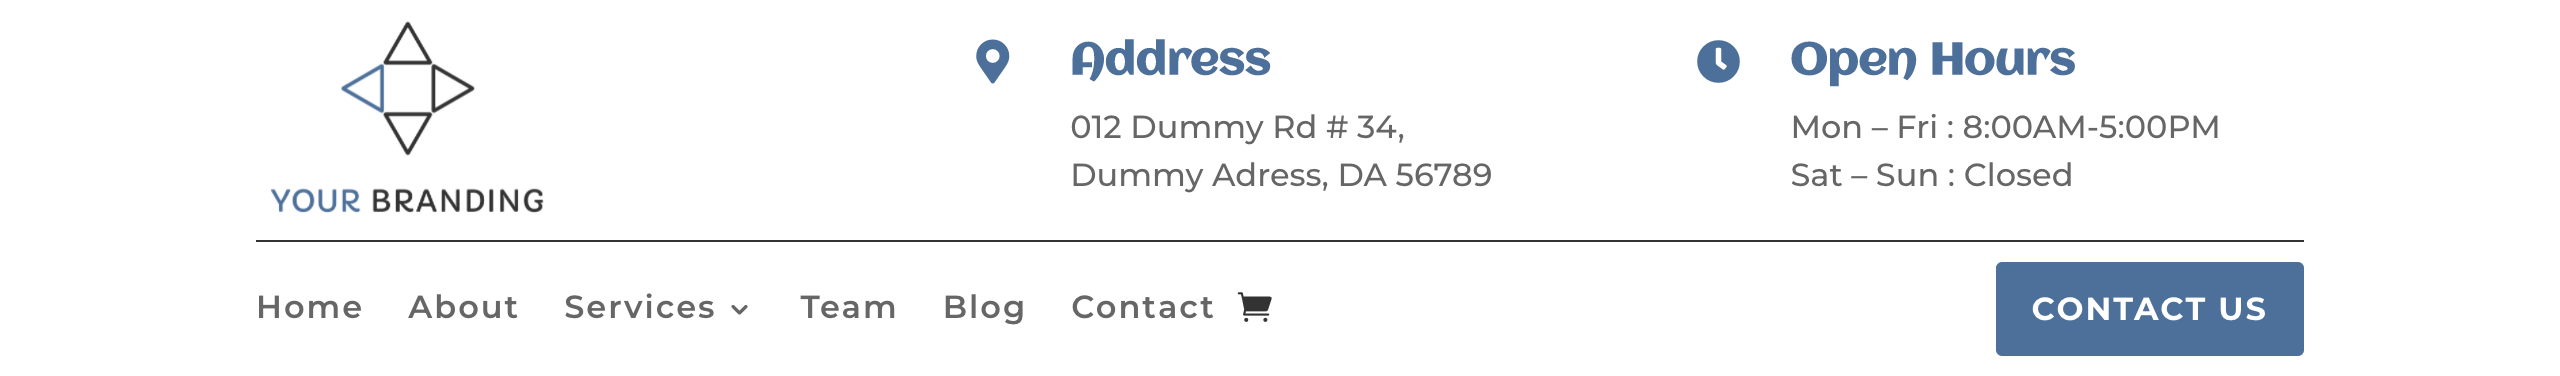 YOUR BRANDING
Address
012 Dummy Rd # 34,
Dummy Adress, DA 56789
Open Hours
Mon – Fri : 8:00AM-5:00PM
Sat – Sun : Closed
Home About Services Team Blog Contact
CONTACT US